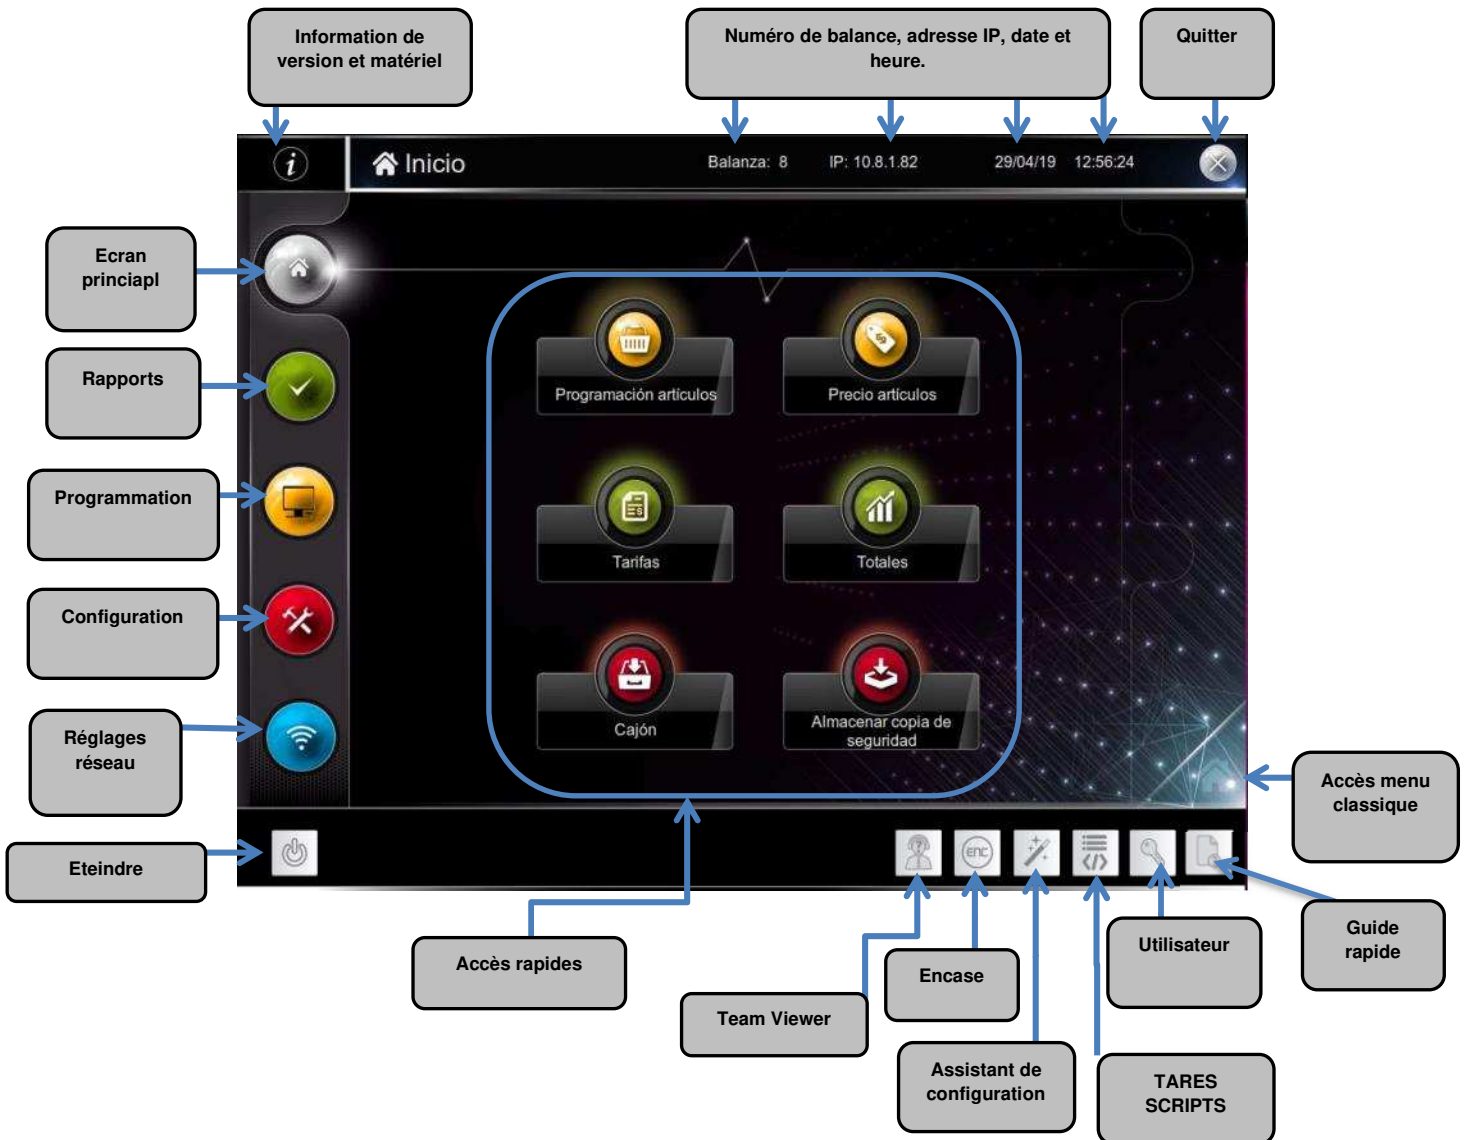 Information de
version et matériel
Numéro de balance, adresse IP, date et
heure.
Quitter
i
Inicio
Balanza: 8
IP: 10.8.1.82
29/04/19
12:56:24
Ecran
princiapl
Rapports
Programmation
Configuration
Réglages
réseau
Eteindre
Programación artículos
Precio artículos
Tarifas
Totales
Cajón
Almacenar copia de
seguridad
Accès menu
classique
ENC
Accès rapides
Team Viewer
Encase
Assistant de
configuration
TARES
SCRIPTS
Utilisateur
Guide
rapide